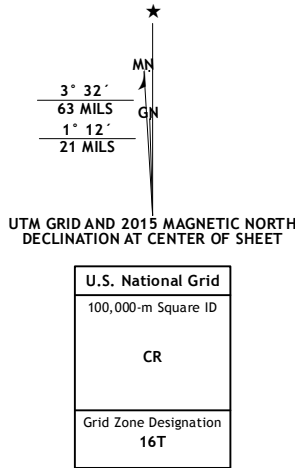 MN
3° 32´
63 MILS
GN
1° 12´
21 MILS
UTM GRID AND 2015 MAGNETIC NORTH
DECLINATION AT CENTER OF SHEET
U.S. National Grid
100,000-m Square ID
CR
Grid Zone Designation
16T